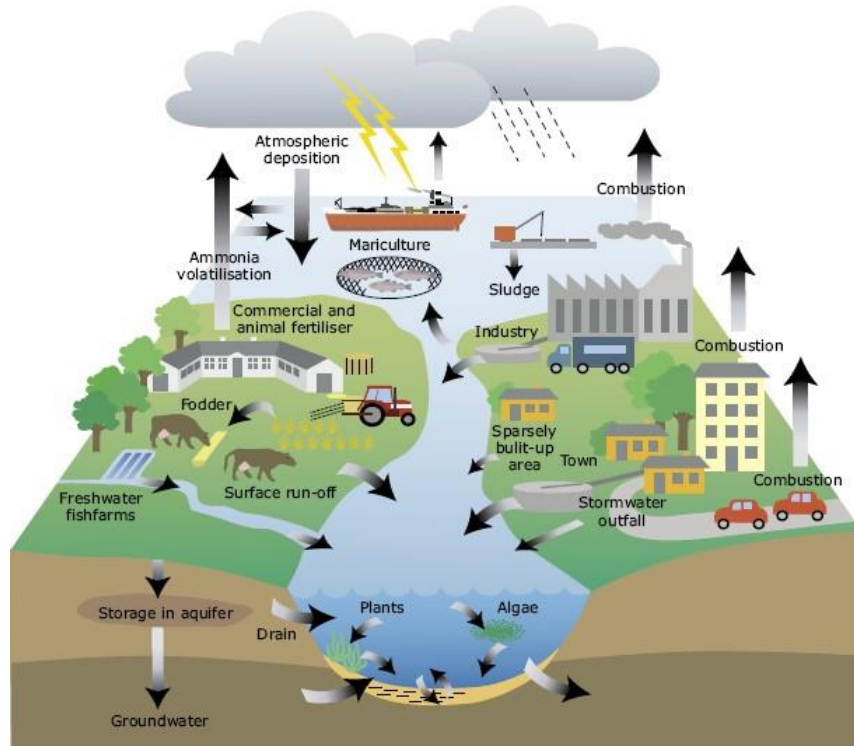 Atmospheric
deposition
Combustion
Mariculture
Ammonia
volatilisation
Sludge
Commercial and
animal fertiliser
Industry
Combustion
Fodder
Sparsely
bulit-up
area
Town
Combustion
Freshwater
fishfarms
Surface run-off
Stormwater
outfall
Storage in aquifer
Plants
Algae
Drain
Groundwater